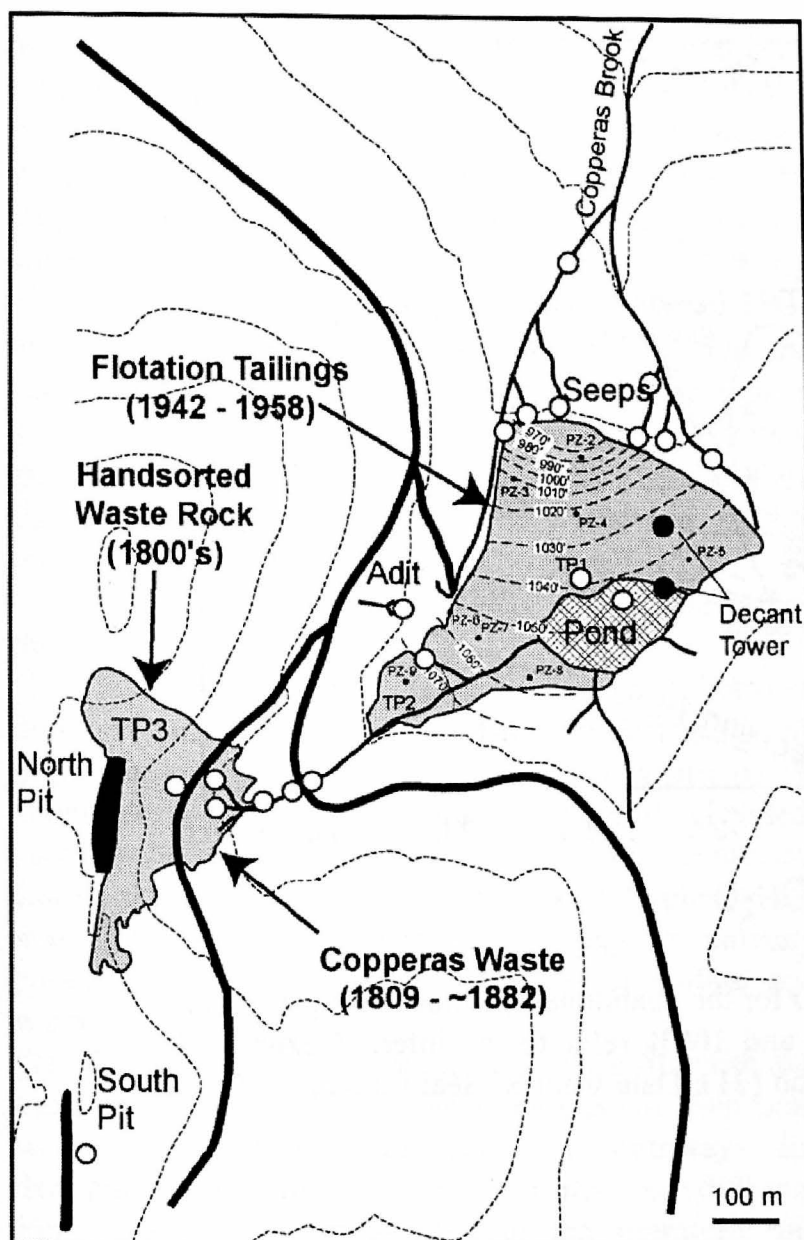 Copperas Brook
Flotation Tailings
(1942 - 1958)
Seeps
Handsorted
Waste Rock
(1800's)
970'
980'
990'
1000'
1010'
1020'
1030'
1040'
1050'
1060'
1070'
PZ-2
PZ-3
PZ-4
PZ-5
PZ-6
PZ-7
PZ-8
PZ-9
Adit
TP1
Pond
Decant
Tower
TP2
TP3
North
Pit
Copperas Waste
(1809 - ~1882)
South
Pit
100 m